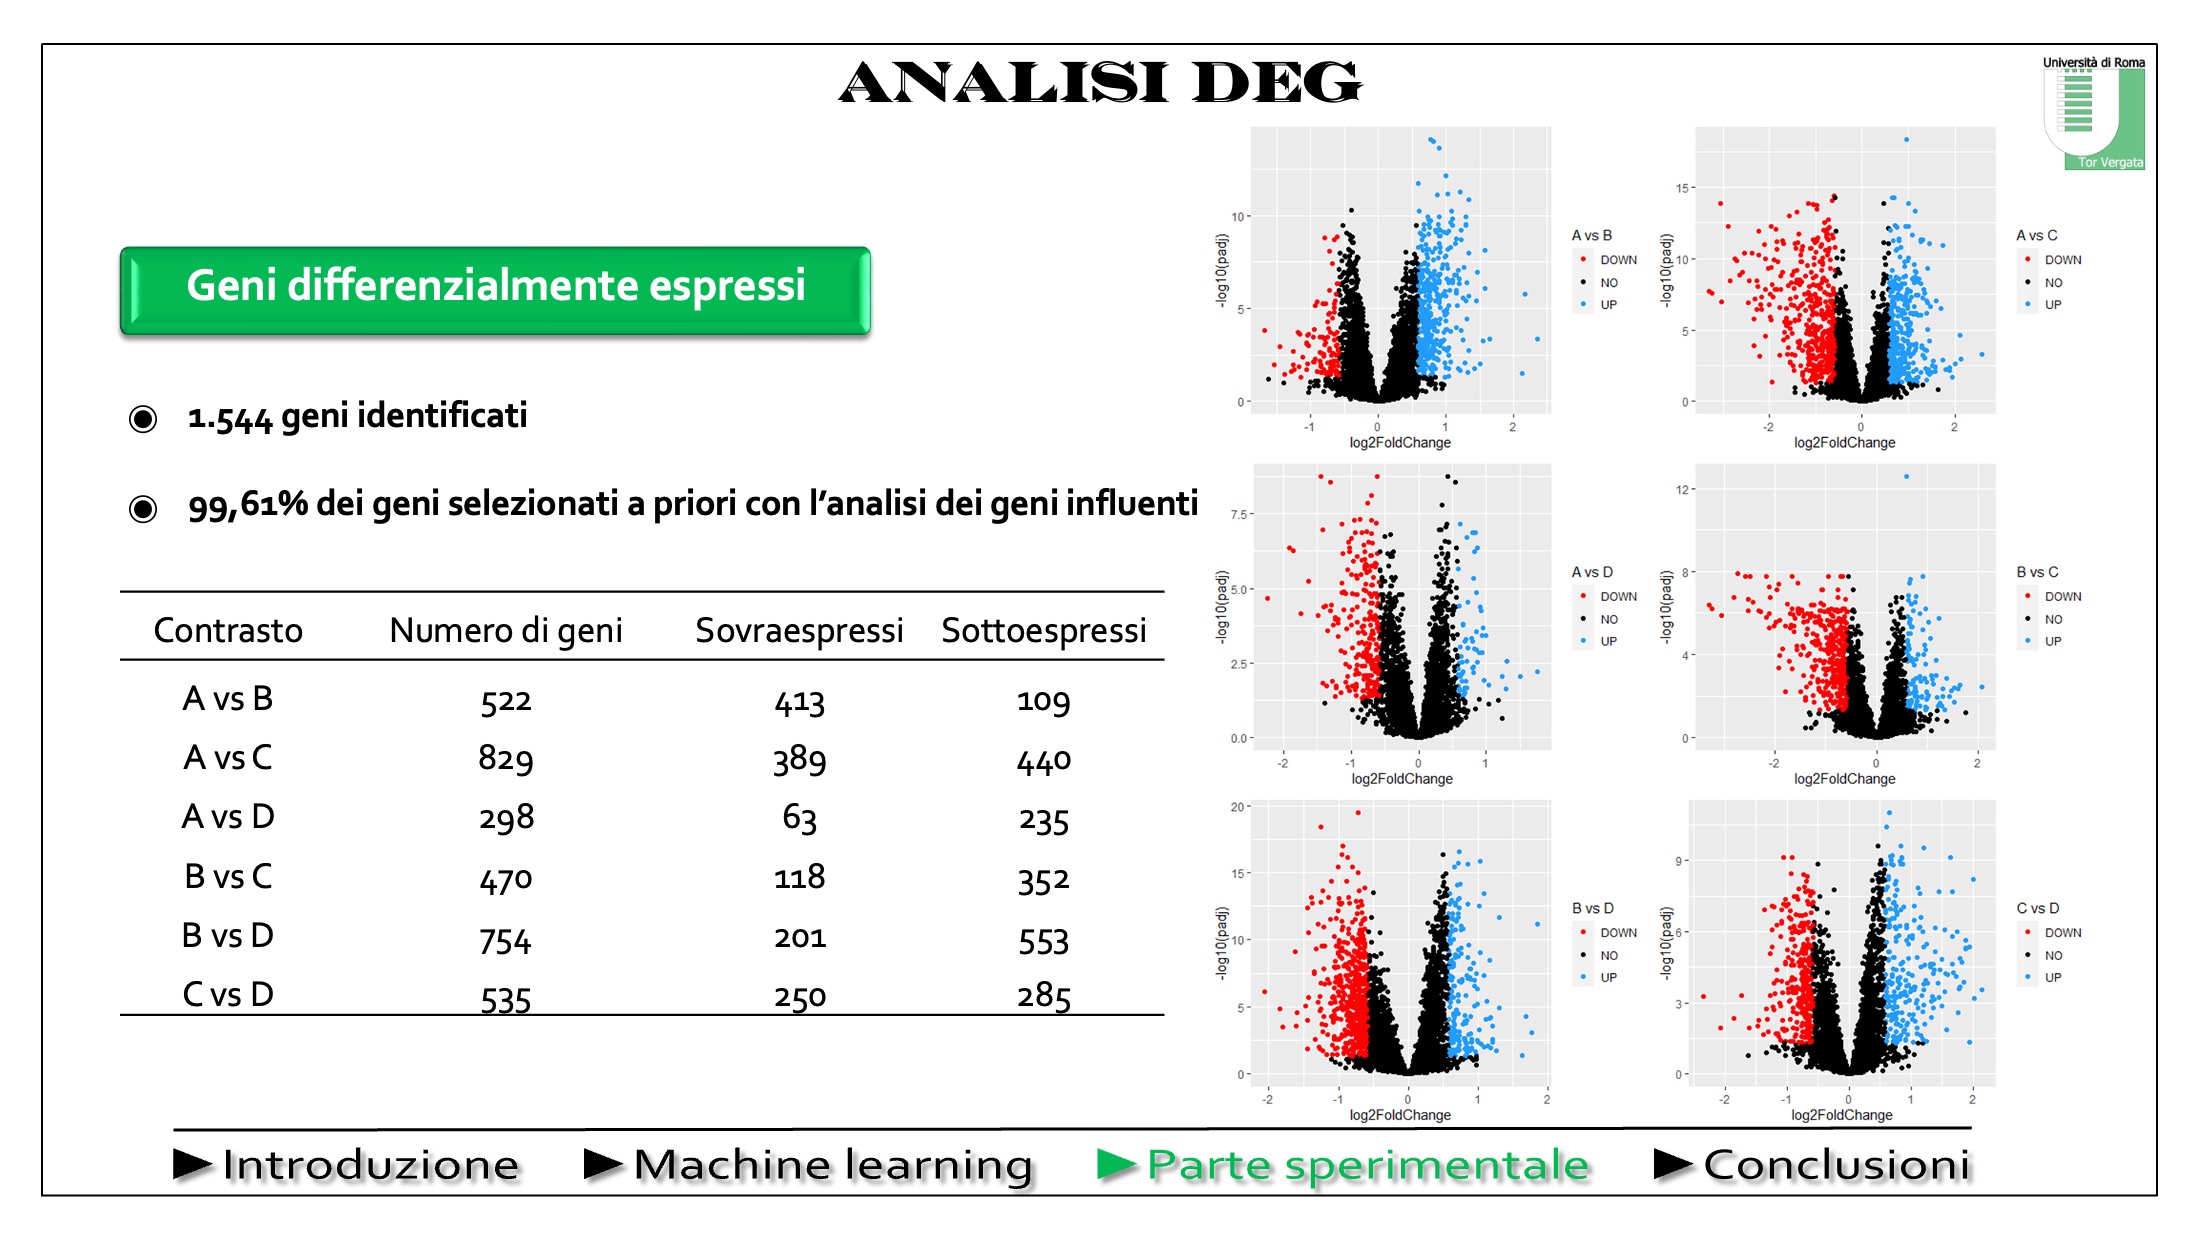 ANALISI DEG
Università di Roma
Tor Vergata
Geni differenzialmente espressi
1.544 geni identificati
99,61% dei geni selezionati a priori con l’analisi dei geni influenti
Contrasto Numero di geni Sovraespressi Sottoespressi
A vs B 522 413 109
A vs C 829 389 440
A vs D 298 63 235
B vs C 470 118 352
B vs D 754 201 553
C vs D 535 250 285
-log10(padj)
10
5
0
-1 0 1 2
log2FoldChange
A vs B
DOWN
NO
UP
-log10(padj)
15
10
5
0
-2 0 2
log2FoldChange
A vs C
DOWN
NO
UP
-log10(padj)
7.5
5.0
2.5
0.0
-2 -1 0 1
log2FoldChange
A vs D
DOWN
NO
UP
-log10(padj)
12
8
4
0
-2 0 2
log2FoldChange
B vs C
DOWN
NO
UP
-log10(padj)
20
15
10
5
0
-2 -1 0 1 2
log2FoldChange
B vs D
DOWN
NO
UP
-log10(padj)
9
6
3
0
-2 -1 0 1 2
log2FoldChange
C vs D
DOWN
NO
UP
Introduzione Machine learning Parte sperimentale Conclusioni